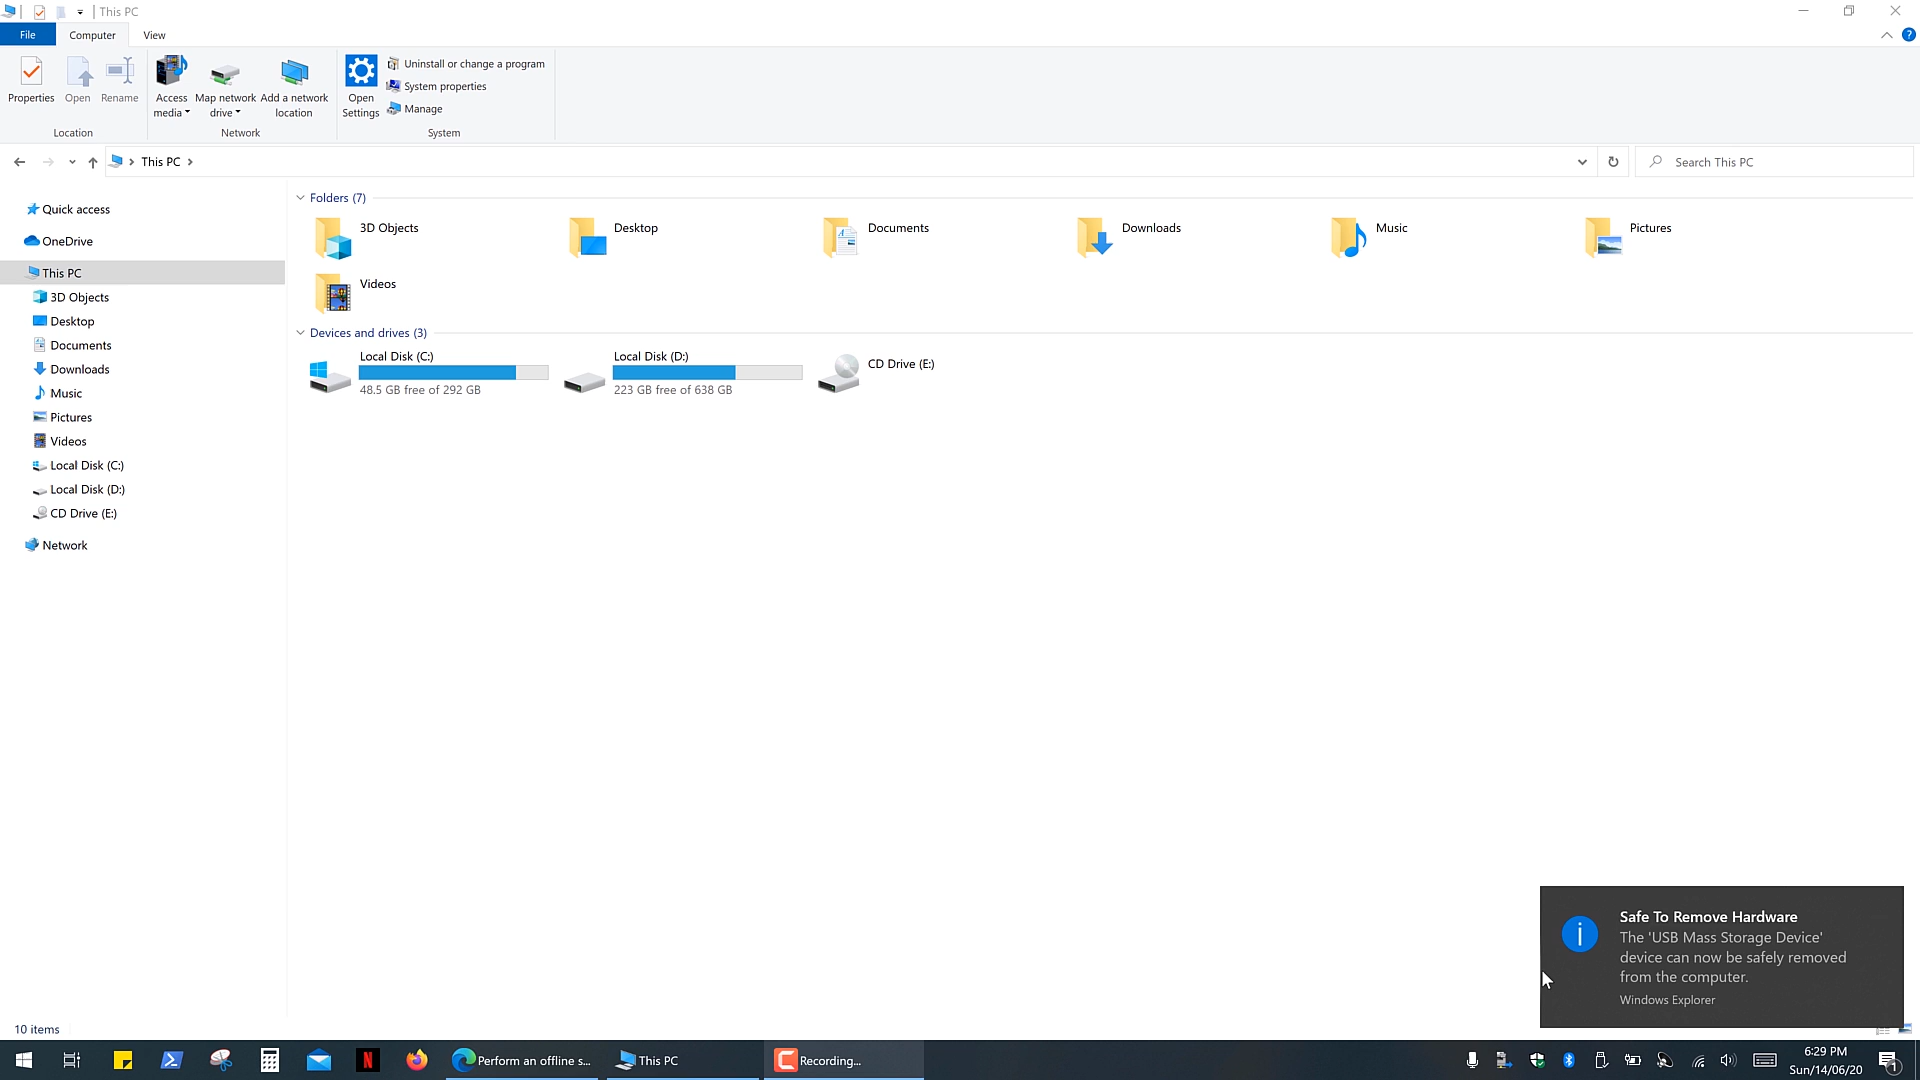 This PC
File
Computer
View
Properties
Open
Rename
Access
media
Map network
drive
Add a network
location
Open
Settings
Uninstall or change a program
System properties
Manage
Location
Network
System
This PC
Search This PC
Quick access
OneDrive
This PC
3D Objects
Desktop
Documents
Downloads
Music
Pictures
Videos
Local Disk (C:)
Local Disk (D:)
CD Drive (E:)
Network
Folders (7)
3D Objects
Desktop
Documents
Downloads
Music
Pictures
Videos
Devices and drives (3)
Local Disk (C:)
48.5 GB free of 292 GB
Local Disk (D:)
223 GB free of 638 GB
CD Drive (E:)
Safe To Remove Hardware
The 'USB Mass Storage Device'
device can now be safely removed
from the computer.
Windows Explorer
10 items
Perform an offline s...
This PC
Recording...
6:29 PM
Sun/14/06/20
1